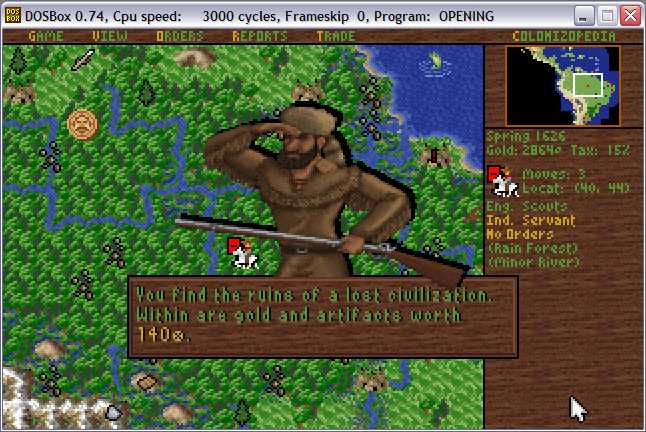 DOSBox 0.74, Cpu speed: 3000 cycles, Frameskip 0, Program: OPENING
GAME VIEW ORDERS REPORTS TRADE COLONIZOPEDIA
Spring 1626
Gold: 2864¢ Tax: 15%
Moves: 3
Locat: (40, 44)
Eng. Scouts
Ind. Servant
No Orders
(Rain Forest)
(Minor River)
You find the ruins of a lost civilization.
Within are gold and artifacts worth
140¢.